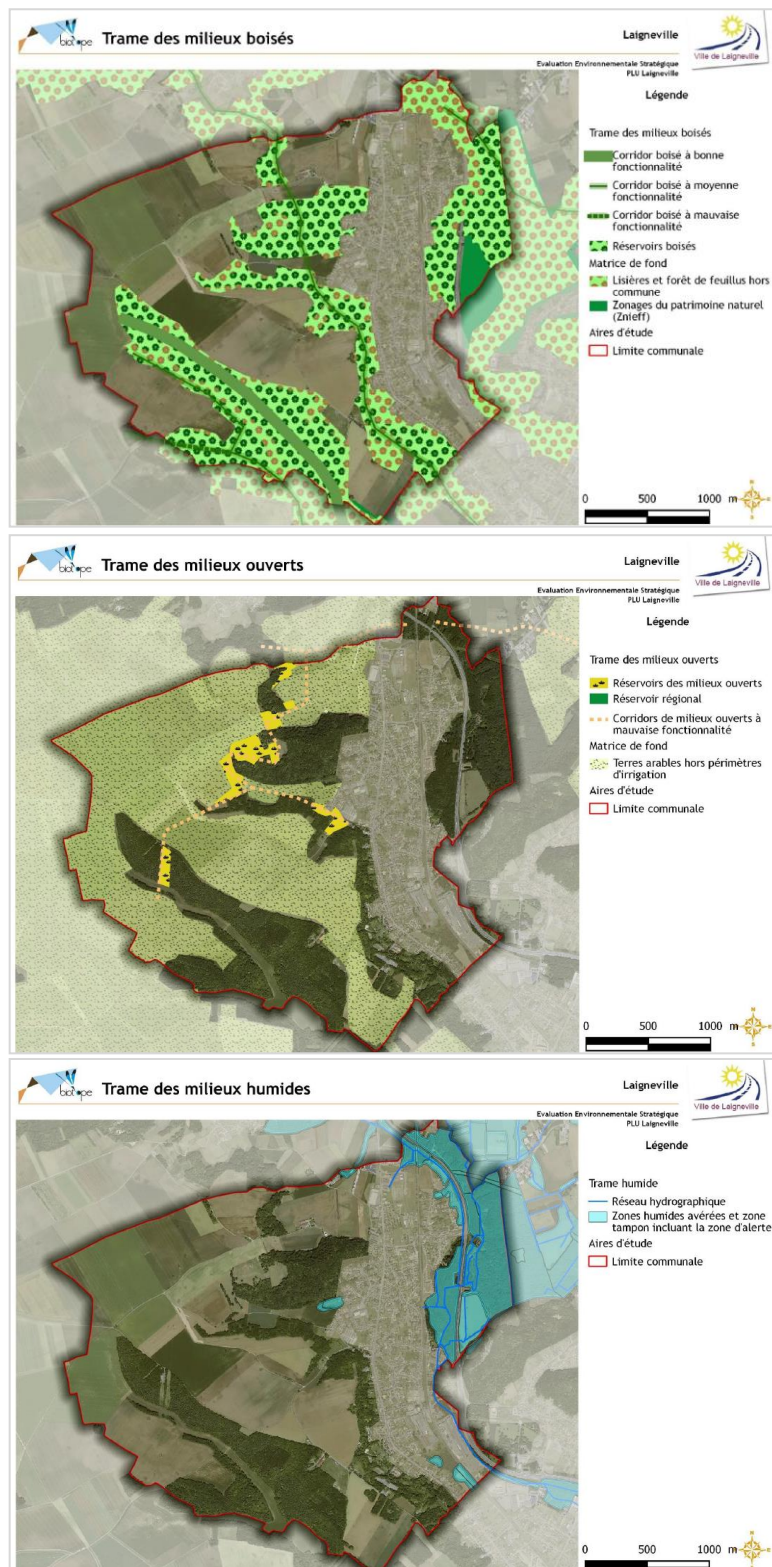 biotope
Trame des milieux boisés
Laigneville
Ville de Laigneville
Evaluation Environnementale Stratégique
PLU Laigneville
Légende
Trame des milieux boisés
Corridor boisé à bonne
fonctionnalité
Corridor boisé à moyenne
fonctionnalité
Corridor boisé à mauvaise
fonctionalité
Réservoirs boisés
Matrice de fond
Lisières et forêt de feuillus hors
commune
Zonages du patrimoine naturel
(Znieff)
Aires d'étude
Limite communale
0 500 1000 m
N
E
S
O
biotope
Trame des milieux ouverts
Laigneville
Ville de Laigneville
Evaluation Environnementale Stratégique
PLU Laigneville
Légende
Trame des milieux ouverts
Réservoirs des milieux ouverts
Réservoir régional
Corridors de milieux ouverts à
mauvaise fonctionnalité
Matrice de fond
Terres arables hors périmètres
d'irrigation
Aires d'étude
Limite communale
0 500 1000 m
N
E
S
O
biotope
Trame des milieux humides
Laigneville
Ville de Laigneville
Evaluation Environnementale Stratégique
PLU Laigneville
Légende
Trame humide
Réseau hydrographique
Zones humides avérées et zone
tampon incluant la zone d'alerte
Aires d'étude
Limite communale
0 500 1000 m
N
E
S
O